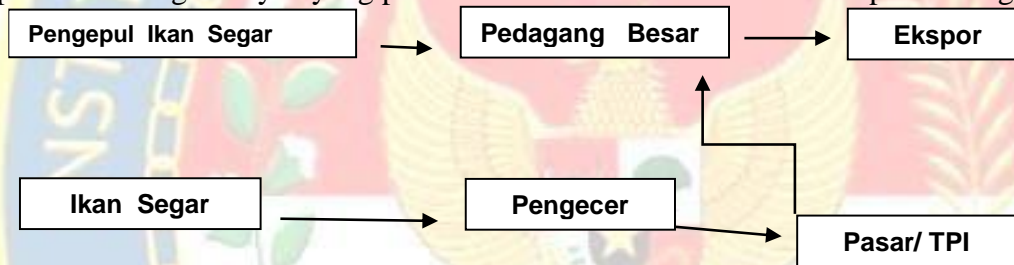 Pengepul Ikan Segar
Pedagang Besar
Ekspor
Ikan Segar
Pengecer
Pasar/ TPI